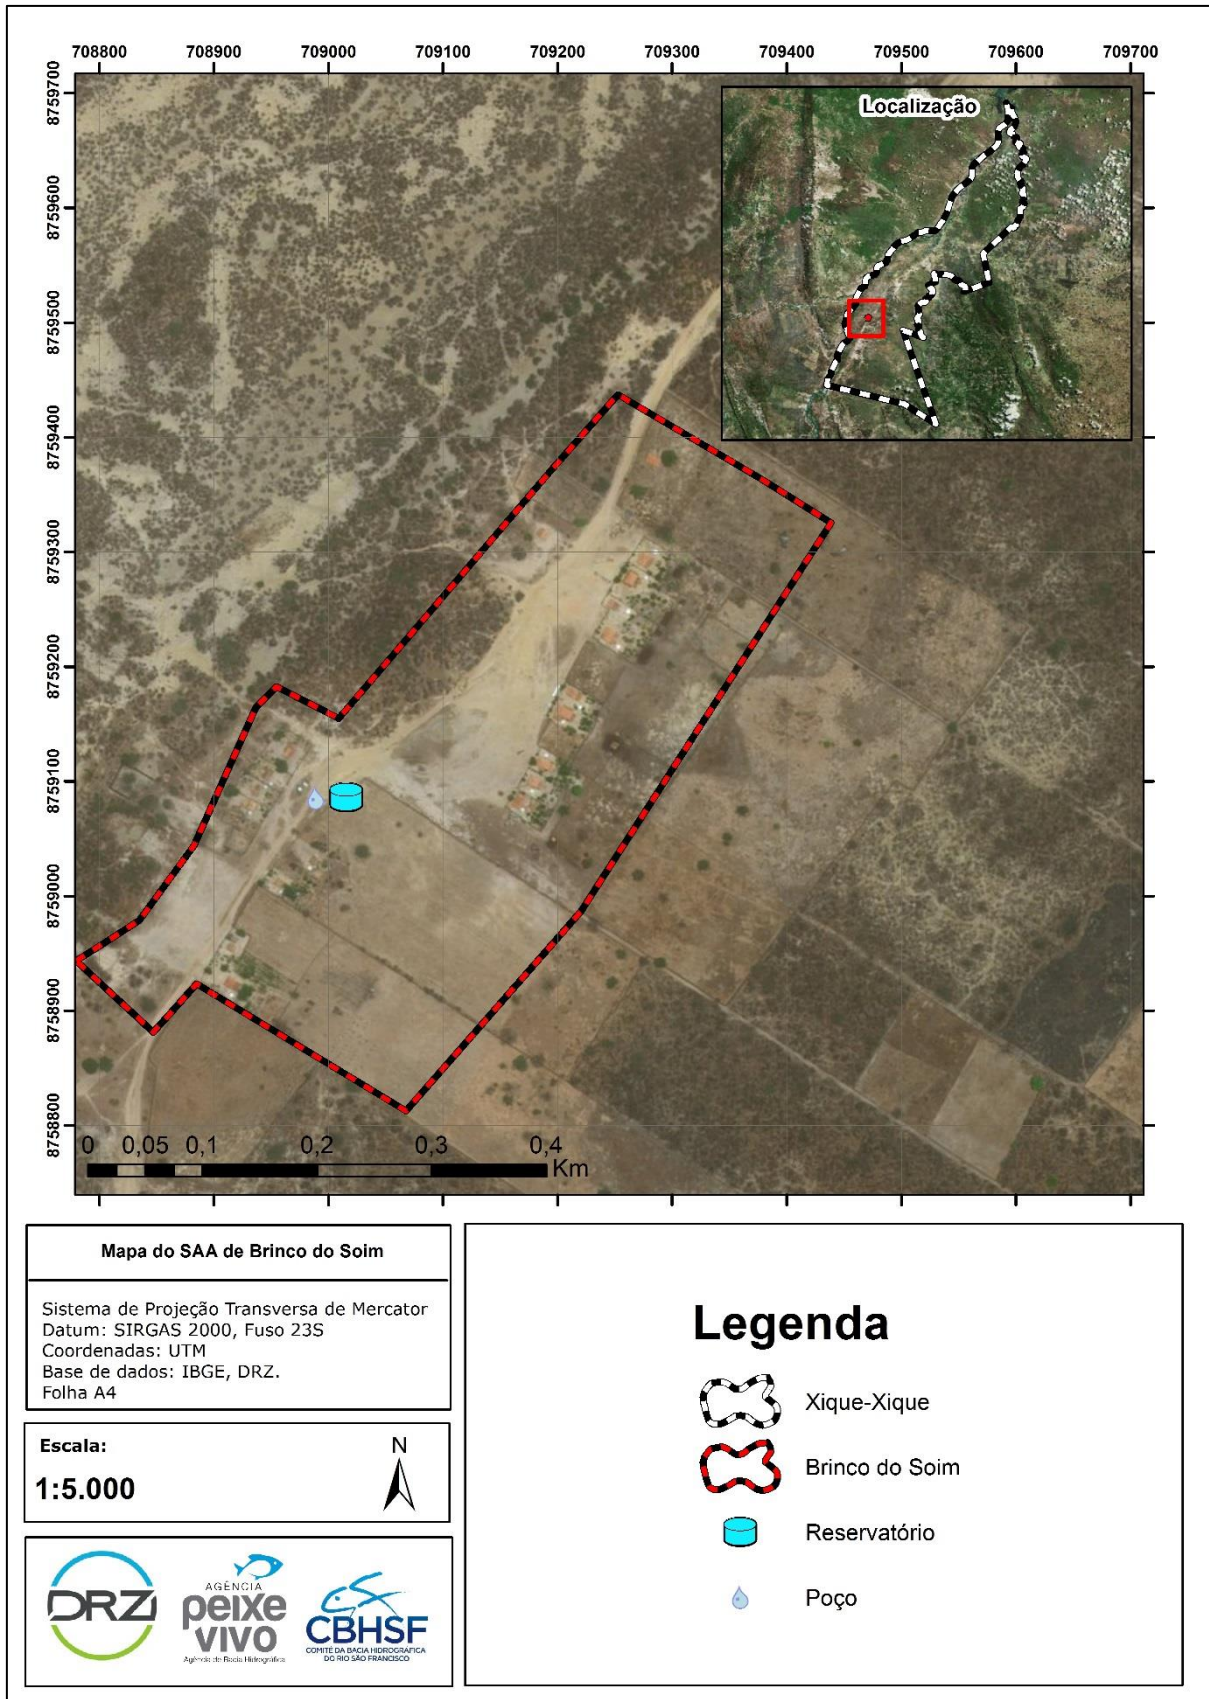 708800 708900 709000 709100 709200 709300 709400 709500 709600 709700
8759700
8759600
8759500
8759400
8759300
8759200
8759100
8759000
8758900
8758800
Localização
0 0,05 0,1 0,2 0,3 0,4
Km
Mapa do SAA de Brinco do Soim
Sistema de Projeção Transversa de Mercator
Datum: SIRGAS 2000, Fuso 23S
Coordenadas: UTM
Base de dados: IBGE, DRZ.
Folha A4
Escala:
1:5.000
N
DRZ
AGÊNCIA
peixe
vivo
Agência de Bacia Hidrográfica
CBHSF
COMITÊ DA BACIA HIDROGRÁFICA
DO RIO SÃO FRANCISCO
Legenda
Xique-Xique
Brinco do Soim
Reservatório
Poço